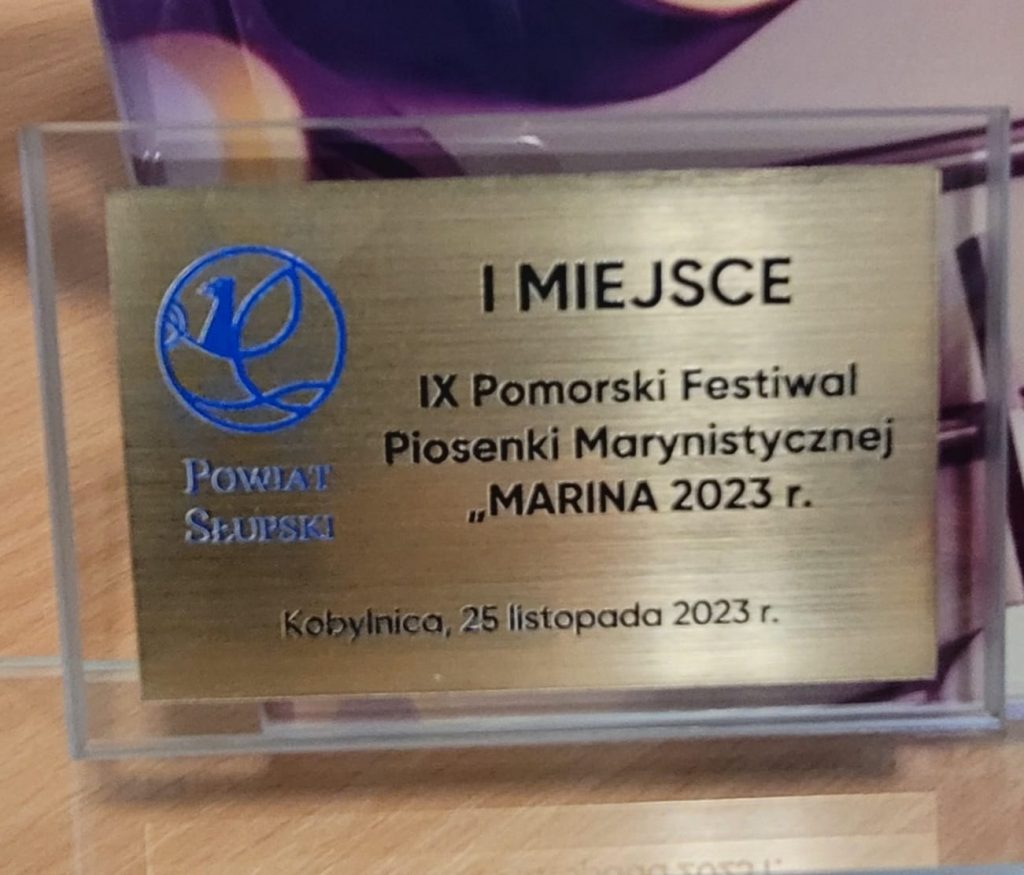 I MIEJSCE
IX Pomorski Festiwal
Piosenki Marynistycznej
„MARINA 2023 r.
POWIAT
SŁUPSKI
Kobylnica, 25 listopada 2023 r.